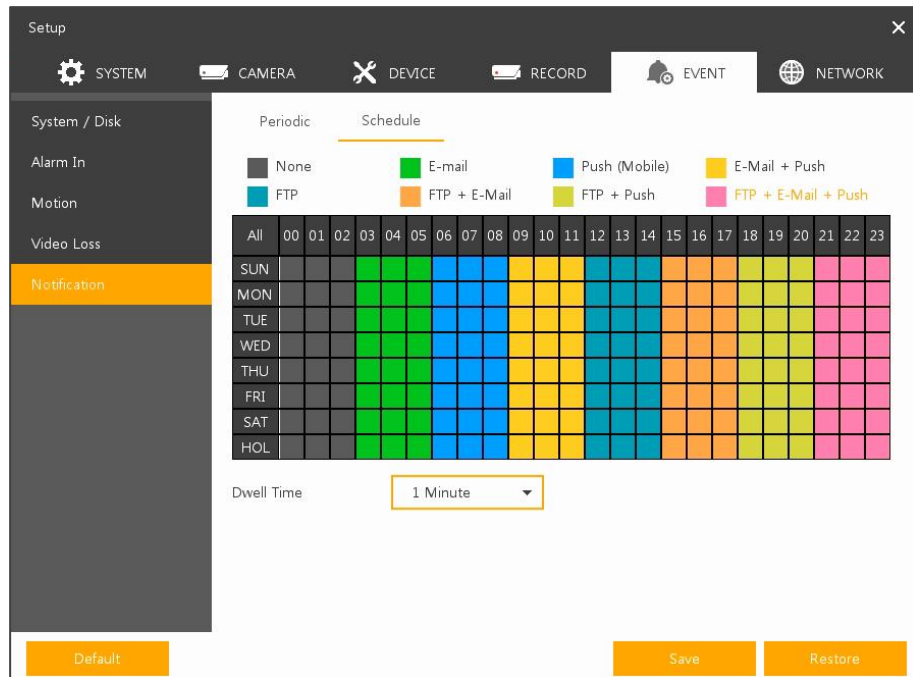 Setup
SYSTEM CAMERA DEVICE RECORD EVENT NETWORK
System / Disk
Alarm In
Motion
Video Loss
Notification
Periodic Schedule
None E-mail Push (Mobile) E-Mail + Push
FTP FTP + E-Mail FTP + Push FTP + E-Mail + Push
All 00 01 02 03 04 05 06 07 08 09 10 11 12 13 14 15 16 17 18 19 20 21 22 23
SUN
MON
TUE
WED
THU
FRI
SAT
HOL
Dwell Time 1 Minute
Default Save Restore